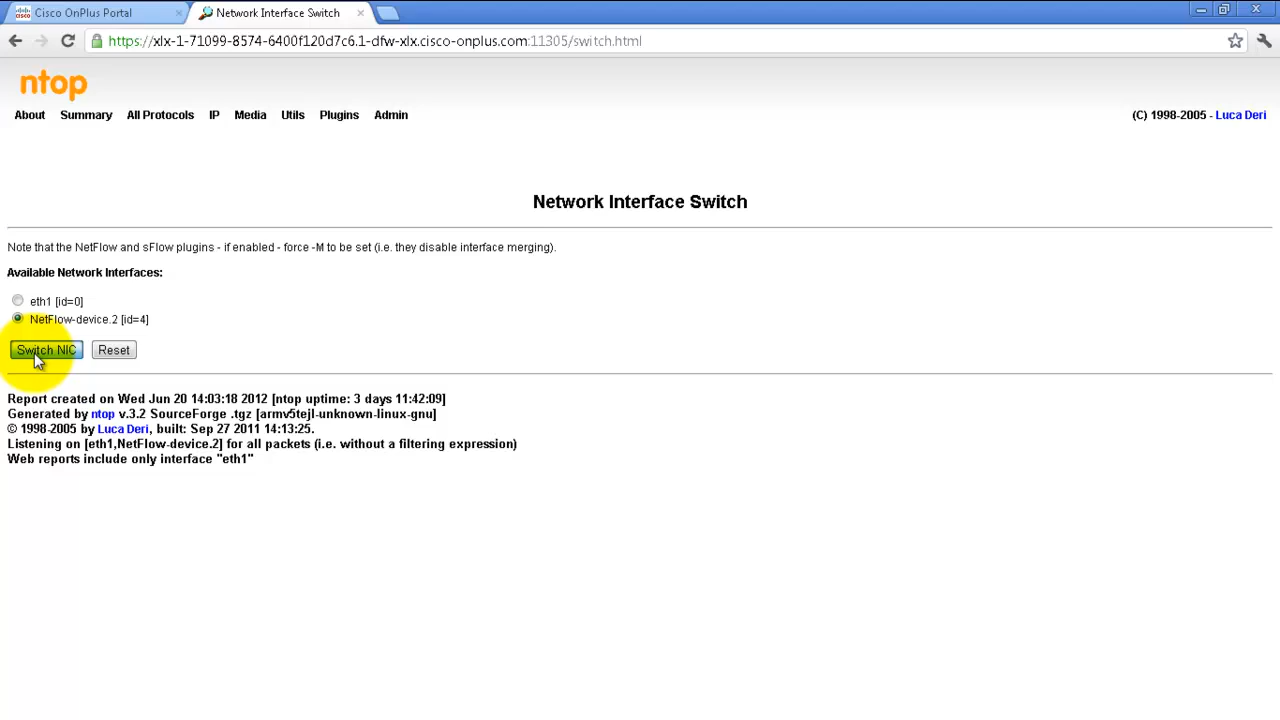 Cisco OnPlus Portal
Network Interface Switch
https://xlx-1-71099-8574-6400f120d7c6.1-dfw-xlx.cisco-onplus.com:11305/switch.html
ntop
About Summary All Protocols IP Media Utils Plugins Admin
(C) 1998-2005 - Luca Deri
Network Interface Switch
Note that the NetFlow and sFlow plugins - if enabled - force -M to be set (i.e. they disable interface merging).
Available Network Interfaces:
eth1 [id=0]
NetFlow-device.2 [id=4]
Switch NIC Reset
Report created on Wed Jun 20 14:03:18 2012 [ntop uptime: 3 days 11:42:09]
Generated by ntop v.3.2 SourceForge .tgz [armv5tejl-unknown-linux-gnu]
© 1998-2005 by Luca Deri, built: Sep 27 2011 14:13:25.
Listening on [eth1,NetFlow-device.2] for all packets (i.e. without a filtering expression)
Web reports include only interface "eth1"